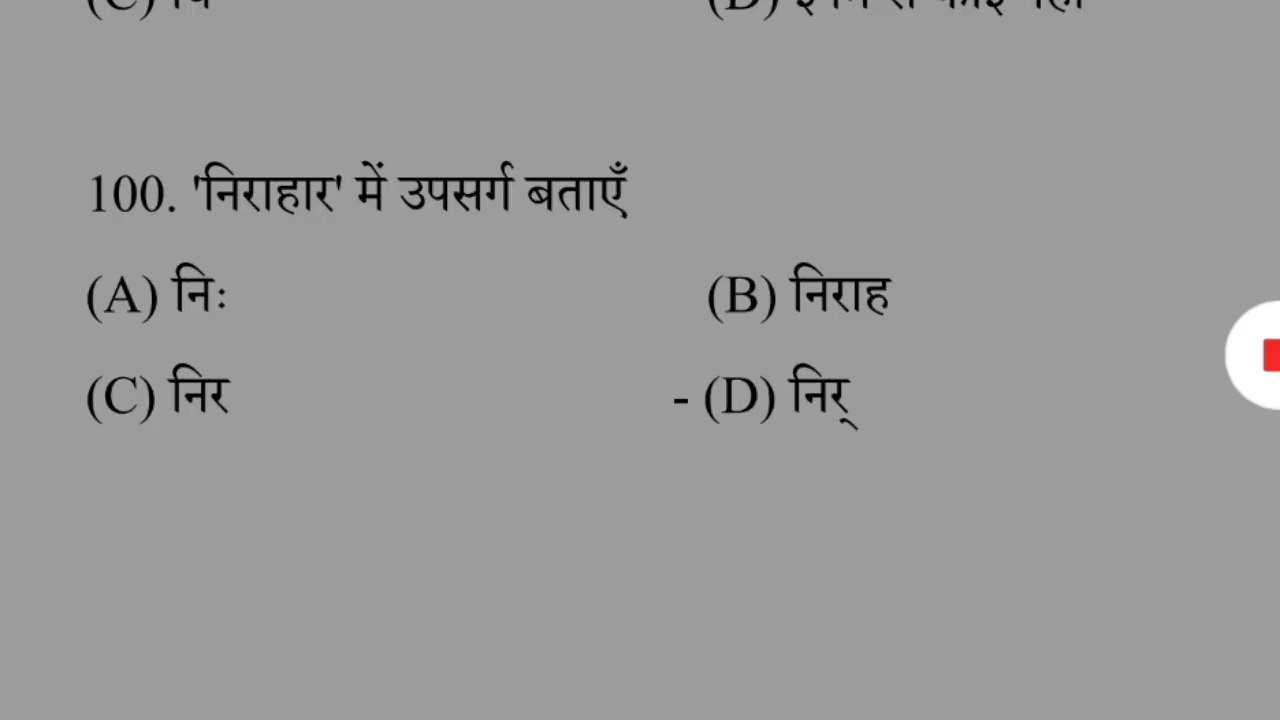 100. 'निराहार' में उपसर्ग बताएँ
(A) निः (B) निराह
(C) निर - (D) निर्